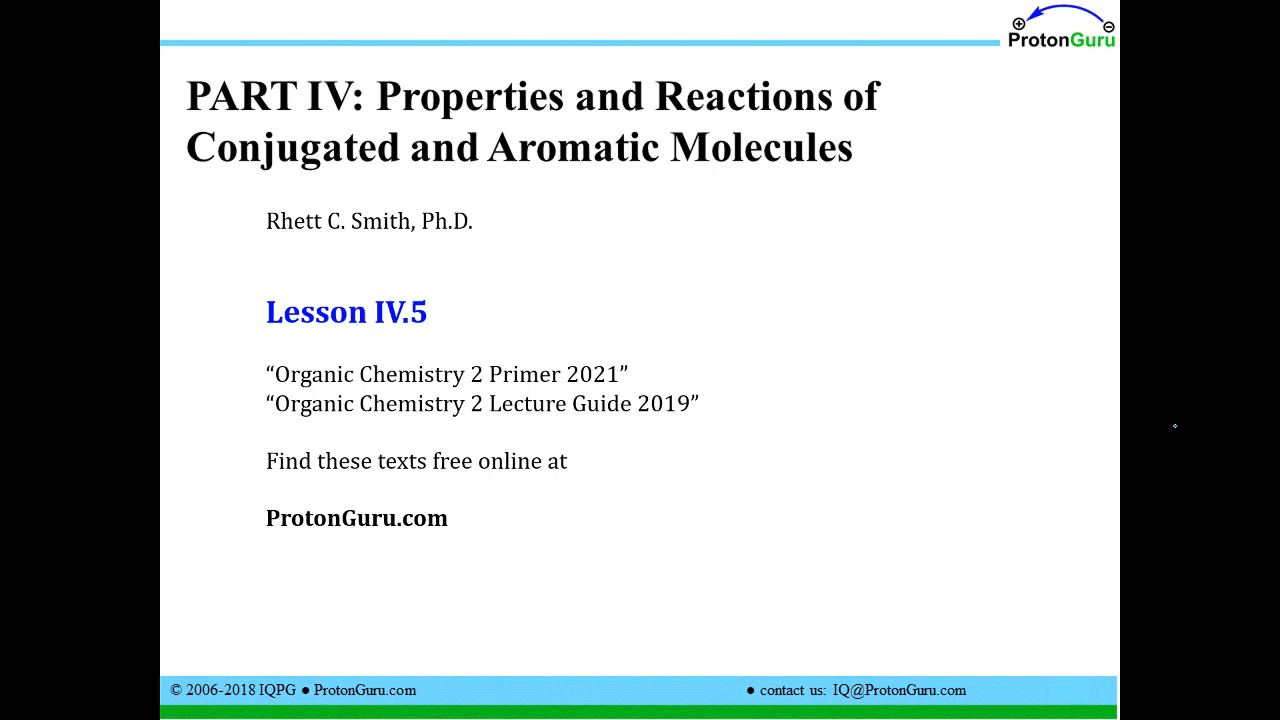 ⊕ ⊖
ProtonGuru
PART IV: Properties and Reactions of
Conjugated and Aromatic Molecules
Rhett C. Smith, Ph.D.
Lesson IV.5
“Organic Chemistry 2 Primer 2021”
“Organic Chemistry 2 Lecture Guide 2019”
Find these texts free online at
ProtonGuru.com
© 2006-2018 IQPG ● ProtonGuru.com ● contact us: IQ@ProtonGuru.com